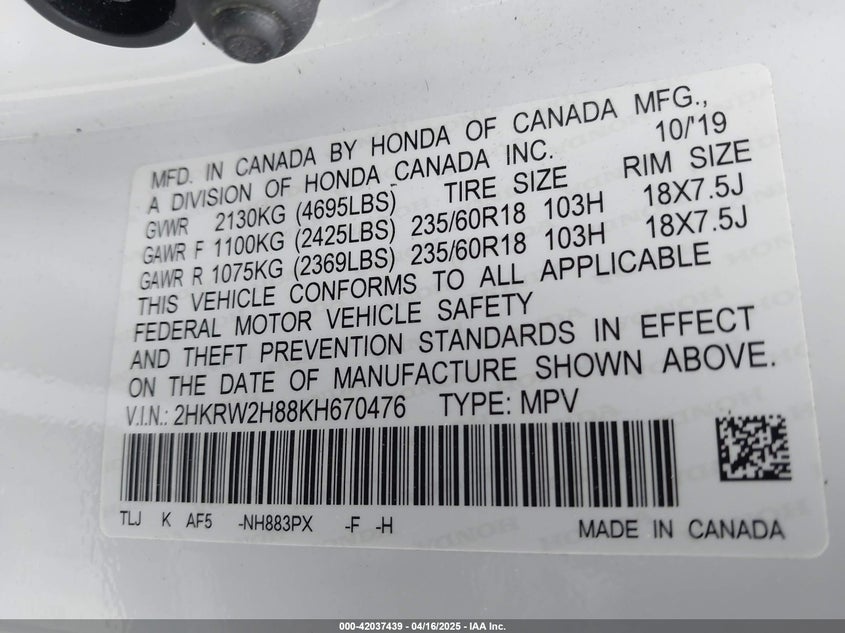 MFD. IN CANADA BY HONDA OF CANADA MFG.,
A DIVISION OF HONDA CANADA INC. 10/'19
GVWR 2130KG (4695LBS) TIRE SIZE RIM SIZE
GAWR F 1100KG (2425LBS) 235/60R18 103H 18X7.5J
GAWR R 1075KG (2369LBS) 235/60R18 103H 18X7.5J
THIS VEHICLE CONFORMS TO ALL APPLICABLE
FEDERAL MOTOR VEHICLE SAFETY
AND THEFT PREVENTION STANDARDS IN EFFECT
ON THE DATE OF MANUFACTURE SHOWN ABOVE.
V.I.N.: 2HKRW2H88KH670476 TYPE: MPV
TLJ K AF5 -NH883PX -F -H
MADE IN CANADA
000-42037439 - 04/16/2025 - IAA Inc.